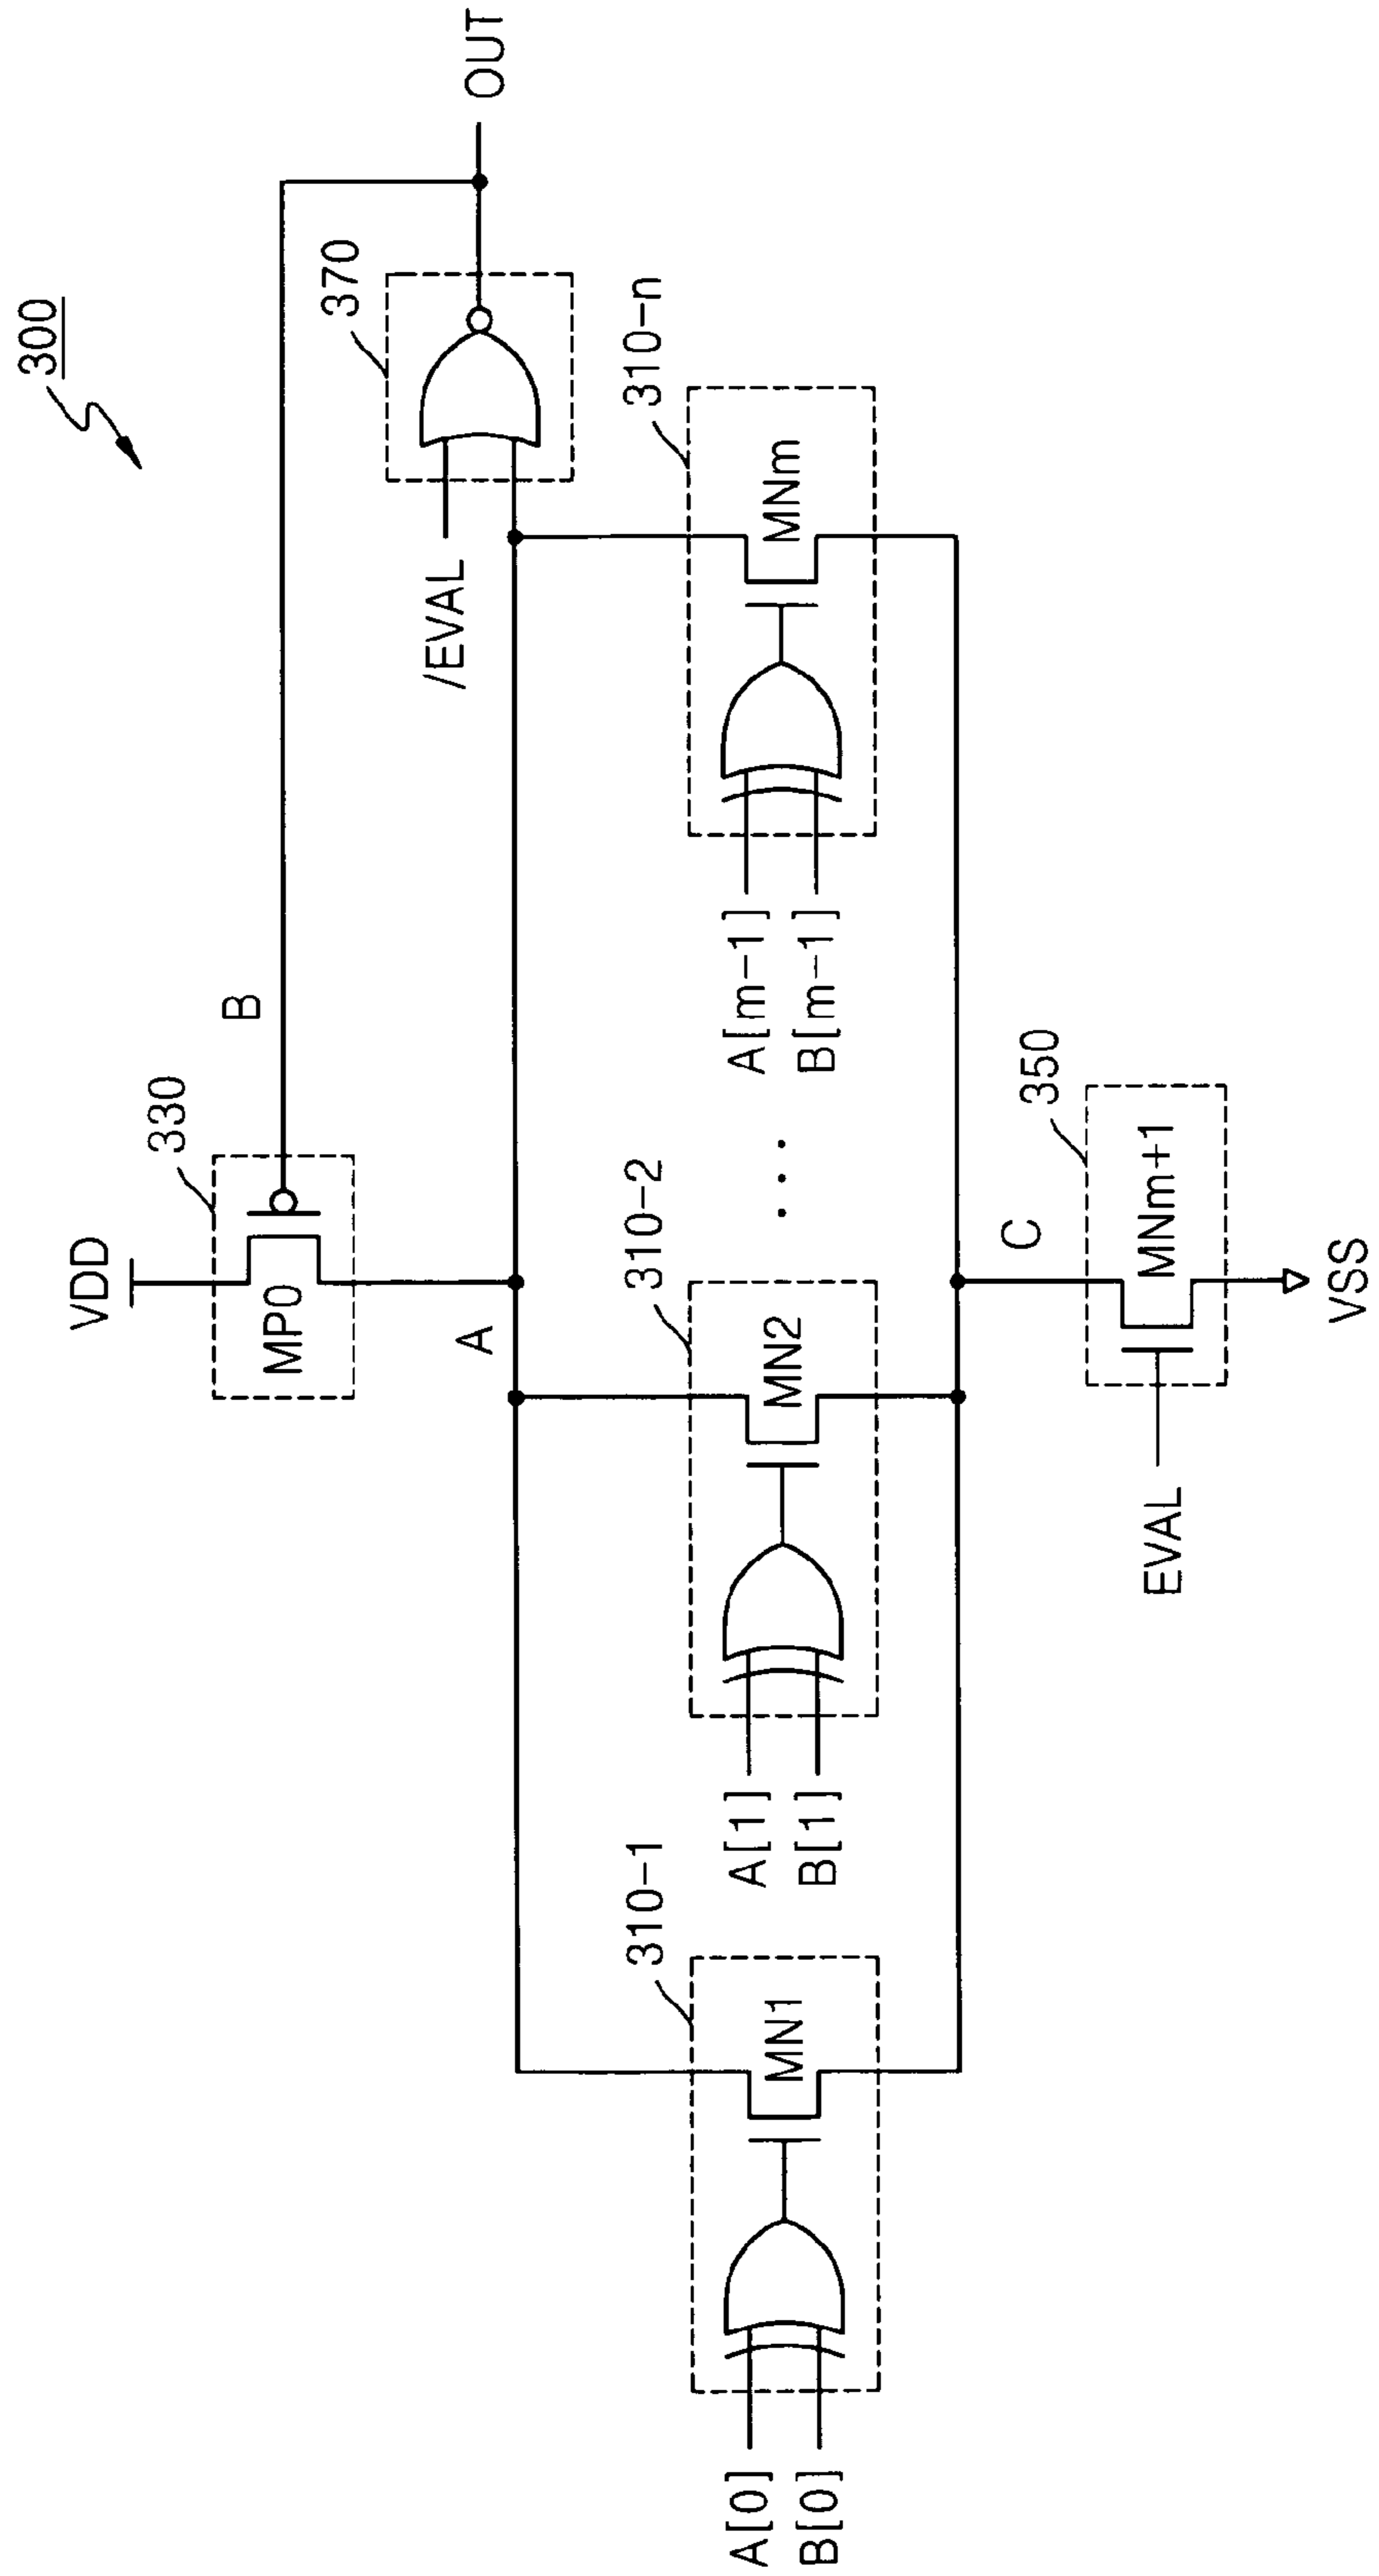 300
VDD
330
MP0
B
A
370
/EVAL
OUT
310-1
A[0]
B[0]
MN1
310-2
A[1]
B[1]
MN2
...
310-n
A[m-1]
B[m-1]
MNm
C
350
EVAL
MNm+1
VSS